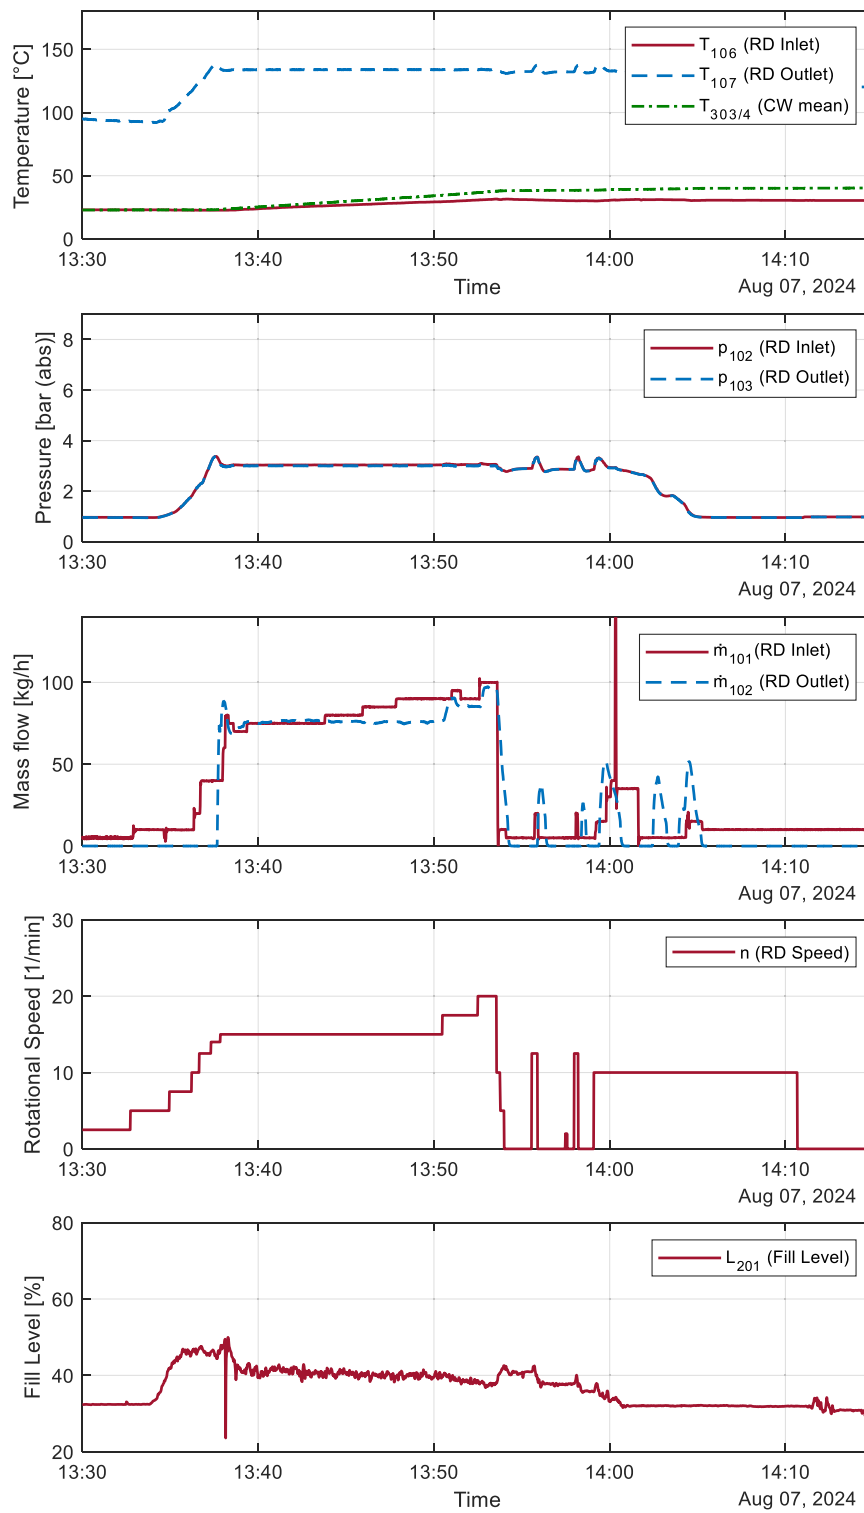 Temperature [°C]
150
100
50
0
T106 (RD Inlet)
T107 (RD Outlet)
T303/4 (CW mean)
13:30 13:40 13:50 14:00 14:10
Time
Aug 07, 2024
Pressure [bar (abs)]
8
6
4
2
0
p102 (RD Inlet)
p103 (RD Outlet)
13:30 13:40 13:50 14:00 14:10
Aug 07, 2024
Mass flow [kg/h]
100
50
0
ṁ101(RD Inlet)
ṁ102 (RD Outlet)
13:30 13:40 13:50 14:00 14:10
Aug 07, 2024
Rotational Speed [1/min]
30
20
10
0
n (RD Speed)
13:30 13:40 13:50 14:00 14:10
Aug 07, 2024
Fill Level [%]
80
60
40
20
L201 (Fill Level)
13:30 13:40 13:50 14:00 14:10
Time
Aug 07, 2024